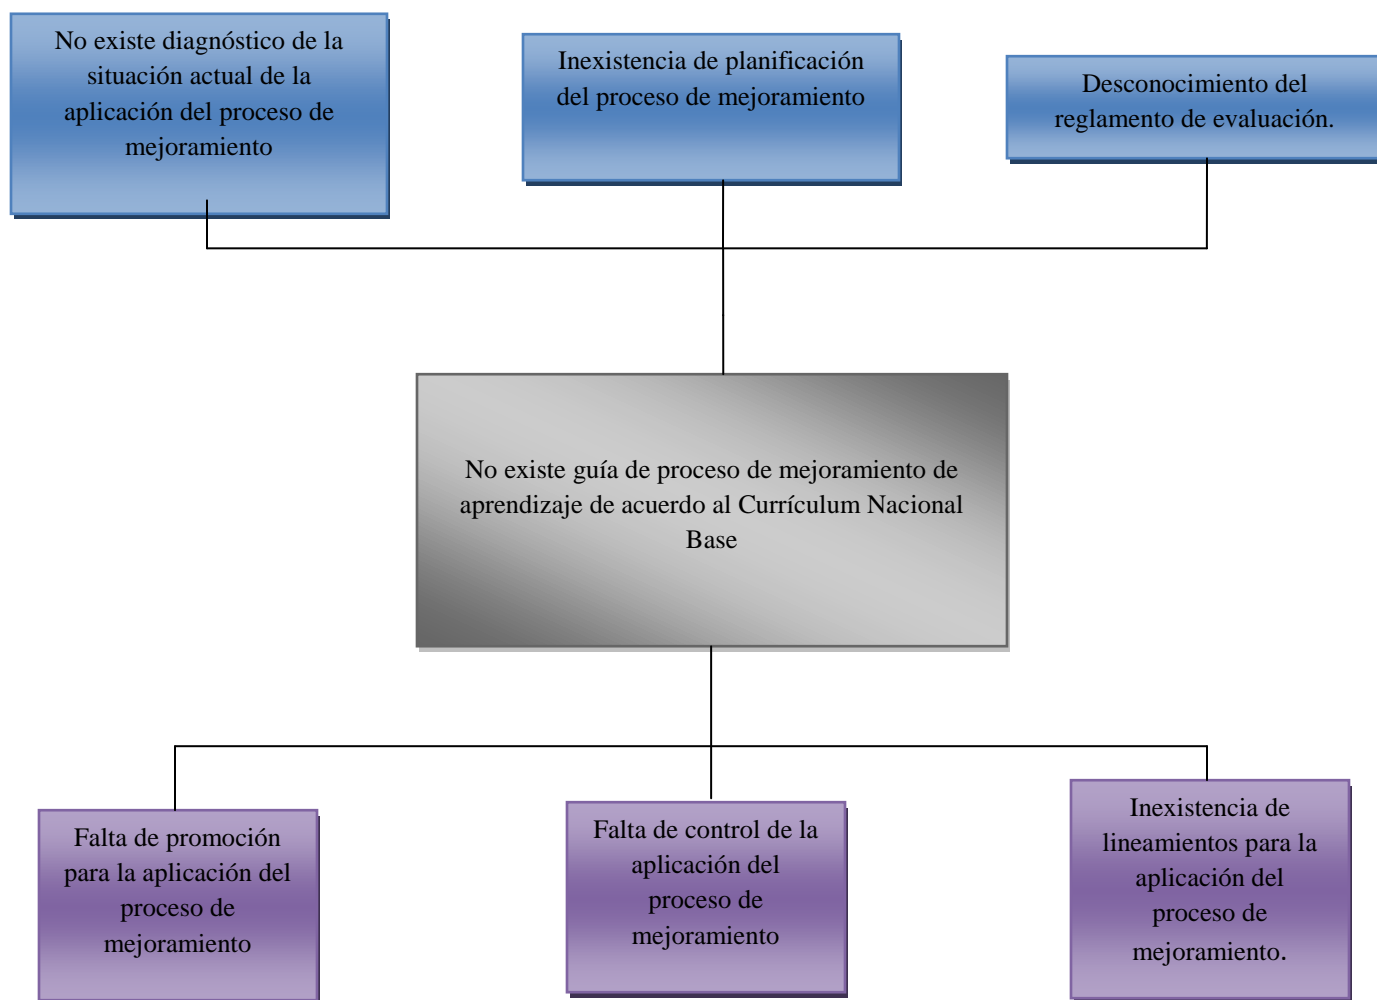 No existe diagnóstico de la
situación actual de la
aplicación del proceso de
mejoramiento
Inexistencia de planificación
del proceso de mejoramiento
Desconocimiento del
reglamento de evaluación.
No existe guía de proceso de mejoramiento de
aprendizaje de acuerdo al Currículum Nacional
Base
Falta de promoción
para la aplicación del
proceso de
mejoramiento
Falta de control de la
aplicación del
proceso de
mejoramiento
Inexistencia de
lineamientos para la
aplicación del
proceso de
mejoramiento.